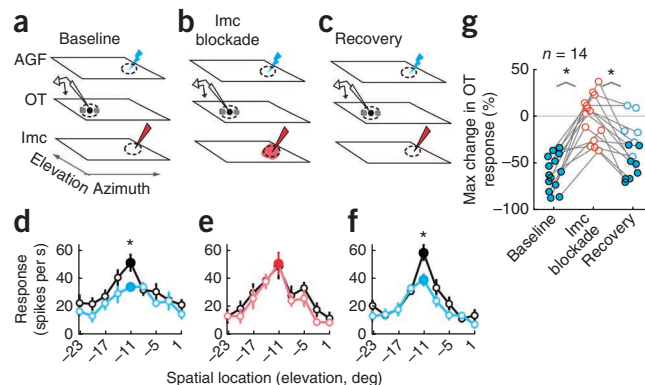 a
Baseline
b
Imc
blockade
c
Recovery
AGF
OT
Imc
Elevation
Azimuth
d
e
f
Response
(spikes per s)
60
40
20
0
*
-23
-17
-11
-5
1
60
40
20
0
-23
-17
-11
-5
1
60
40
20
0
*
-23
-17
-11
-5
1
Spatial location (elevation, deg)
g
n = 14
* *
Max change in OT
response (%)
50
0
-50
-100
Baseline
Imc
blockade
Recovery